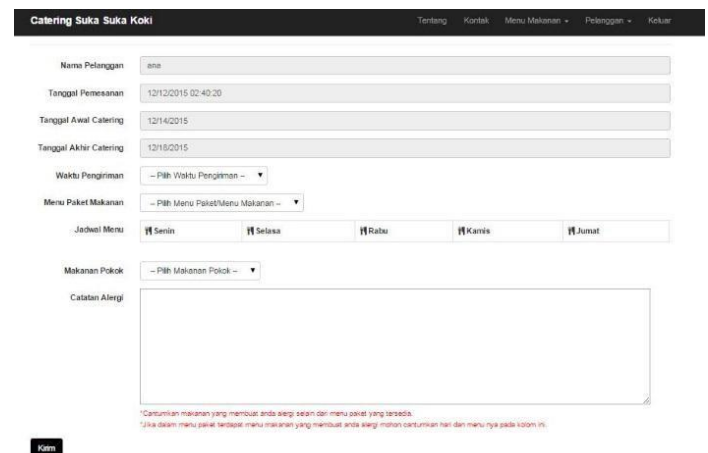 Catering Suka Suka Koki Tentang Kontak Menu Makanan Pelanggan Keluar
Nama Pelanggan ana
Tanggal Pemesanan 12/12/2015 02:40:20
Tanggal Awal Catering 12/14/2015
Tanggal Akhir Catering 12/18/2015
Waktu Pengiriman -- Pilih Waktu Pengiriman --
Menu Paket Makanan -- Pilih Menu Paket/Menu Makanan --
Jadwal Menu Senin Selasa Rabu Kamis Jumat
Makanan Pokok -- Pilih Makanan Pokok --
Catatan Alergi
*Cantumkan makanan yang membuat anda alergi selain dari menu paket yang tersedia.
*Jika dalam menu paket terdapat menu makanan yang membuat anda alergi mohon cantumkan hari dan menu nya pada kolom ini.
Kirim